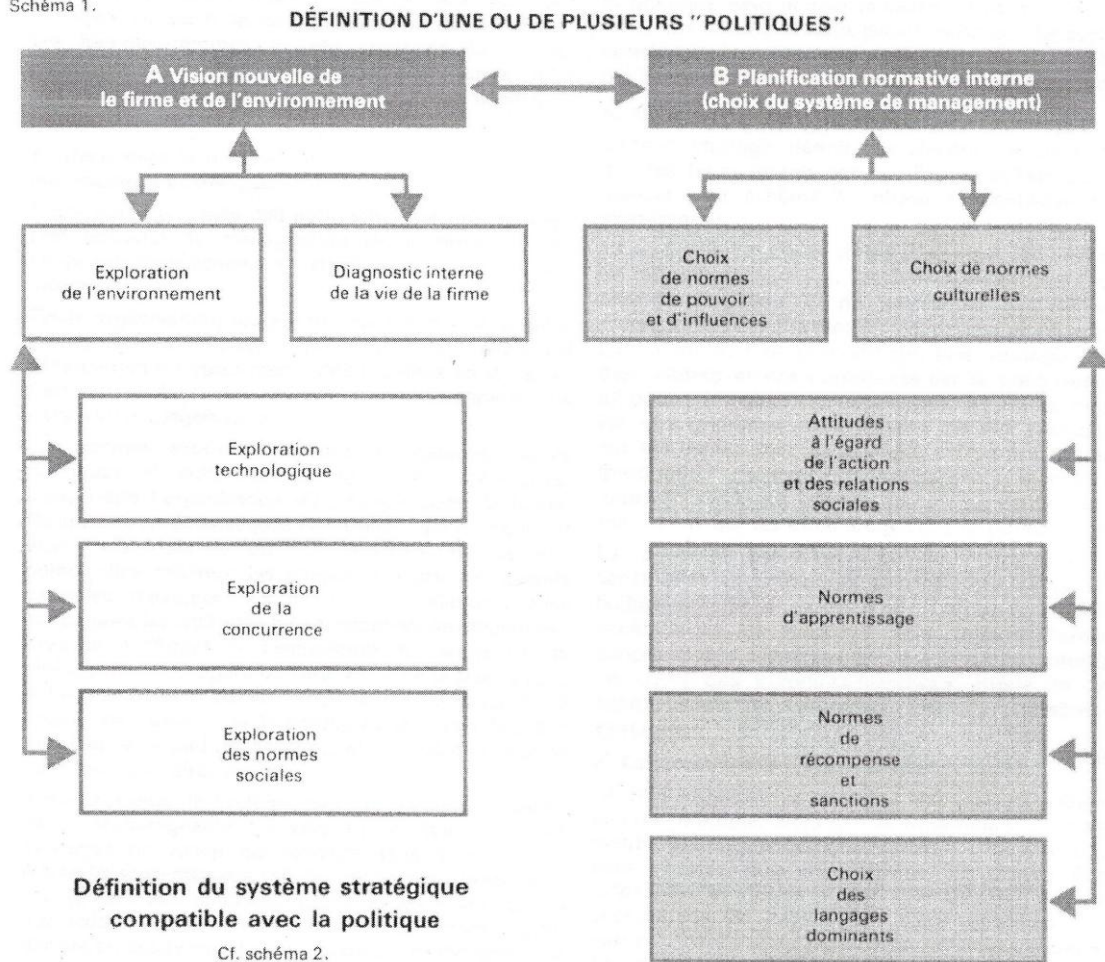 Schéma 1.
DÉFINITION D'UNE OU DE PLUSIEURS "POLITIQUES"
A Vision nouvelle de
le firme et de l'environnement
B Planification normative interne
(choix du système de management)
Exploration
de l'environnement
Diagnostic interne
de la vie de la firme
Choix
de normes
de pouvoir
et d'influences
Choix de normes
culturelles
Exploration
technologique
Exploration
de la
concurrence
Exploration
des normes
sociales
Attitudes
à l'égard
de l'action
et des relations
sociales
Normes
d'apprentissage
Normes
de
récompense
et
sanctions
Choix
des
langages
dominants
Définition du système stratégique
compatible avec la politique
Cf. schéma 2.